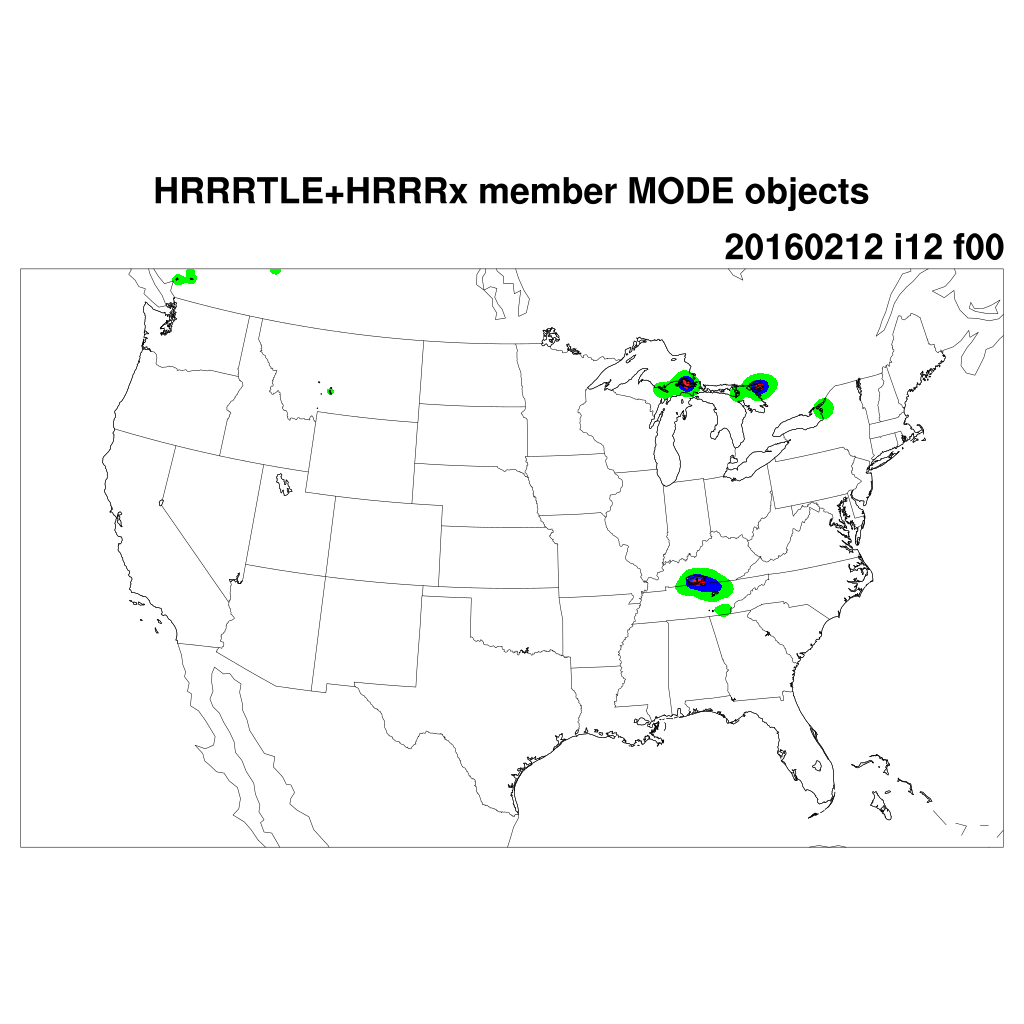 HRRRTLE+HRRRx member MODE objects
20160212 i12 f00